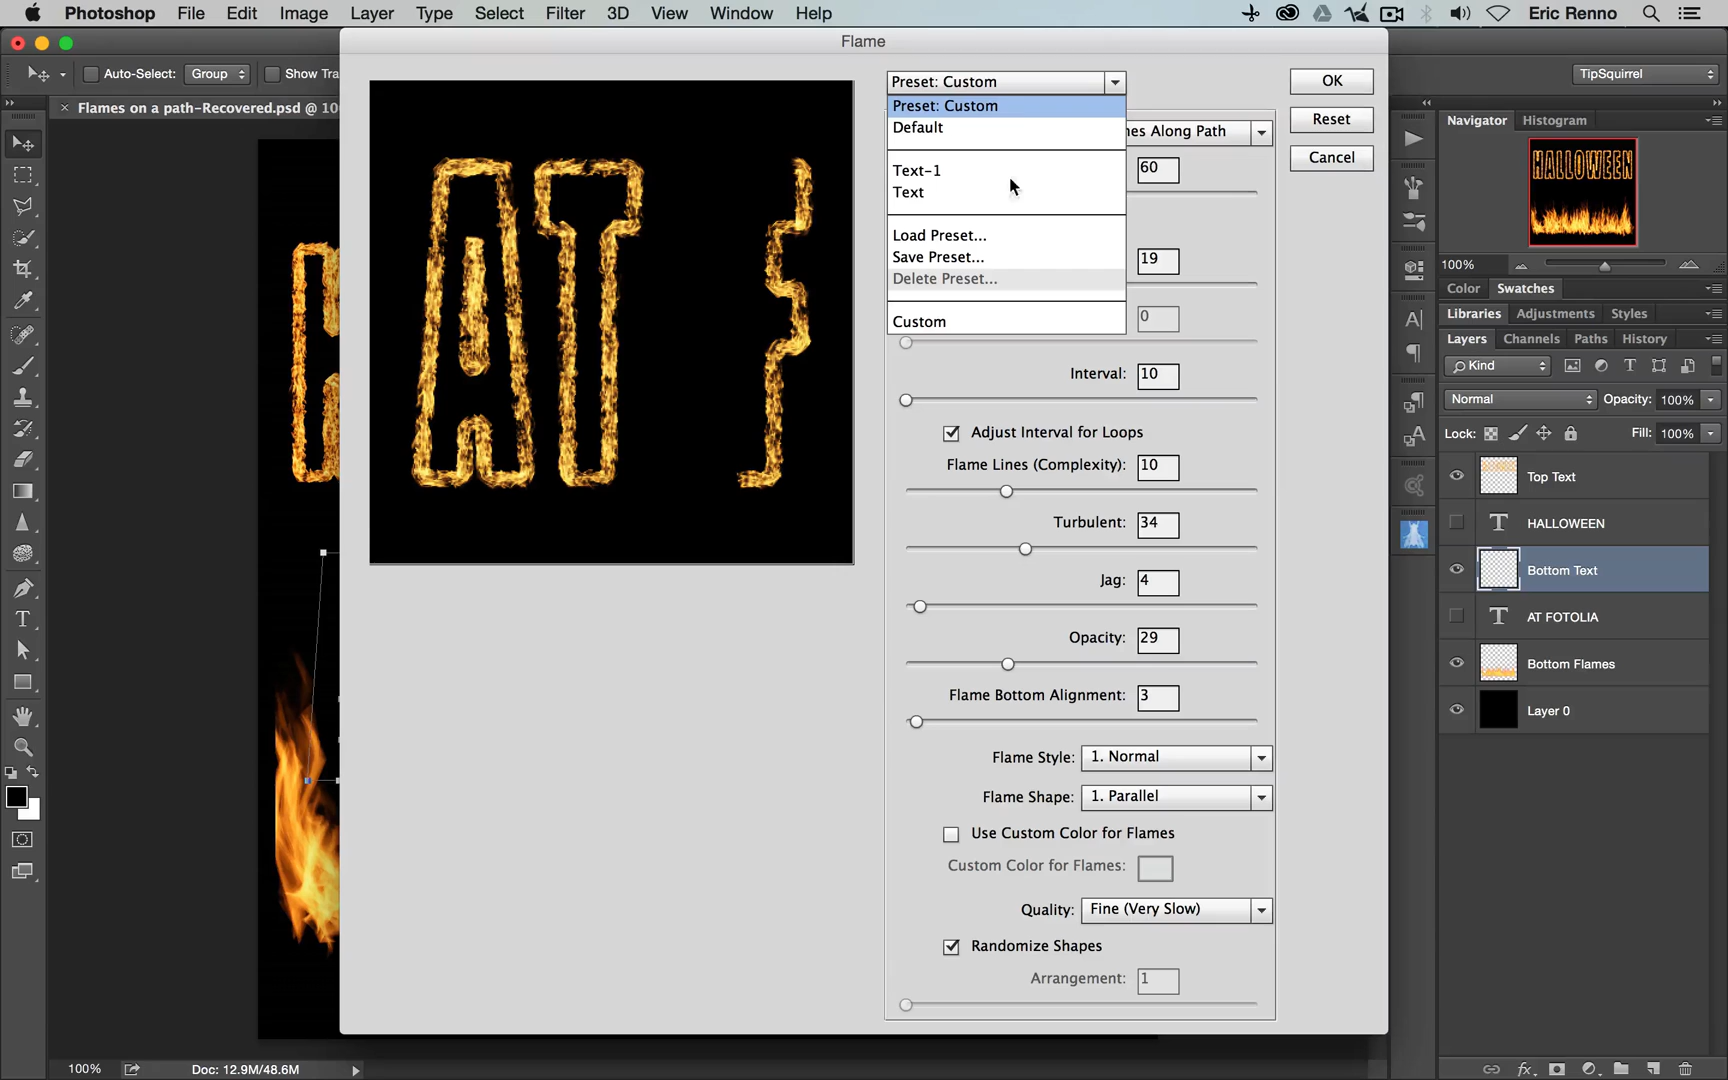 Photoshop File Edit Image Layer Type Select Filter 3D View Window Help Eric Renno
Flame
Auto-Select: Group Show Tra
TipSquirrel
Flames on a path-Recovered.psd @ 10
AT
Preset: Custom
Preset: Custom
Default
Text-1
Text
Load Preset...
Save Preset...
Delete Preset...
Custom
OK
Reset
Cancel
nes Along Path
60
19
0
Interval: 10
Adjust Interval for Loops
Flame Lines (Complexity): 10
Turbulent: 34
Jag: 4
Opacity: 29
Flame Bottom Alignment: 3
Flame Style: 1. Normal
Flame Shape: 1. Parallel
Use Custom Color for Flames
Custom Color for Flames:
Quality: Fine (Very Slow)
Randomize Shapes
Arrangement: 1
Navigator Histogram
HALLOWEEN
100%
Color Swatches
Libraries Adjustments Styles
Layers Channels Paths History
Kind
Normal Opacity: 100%
Lock: Fill: 100%
Top Text
HALLOWEEN
Bottom Text
AT FOTOLIA
Bottom Flames
Layer 0
100% Doc: 12.9M/48.6M